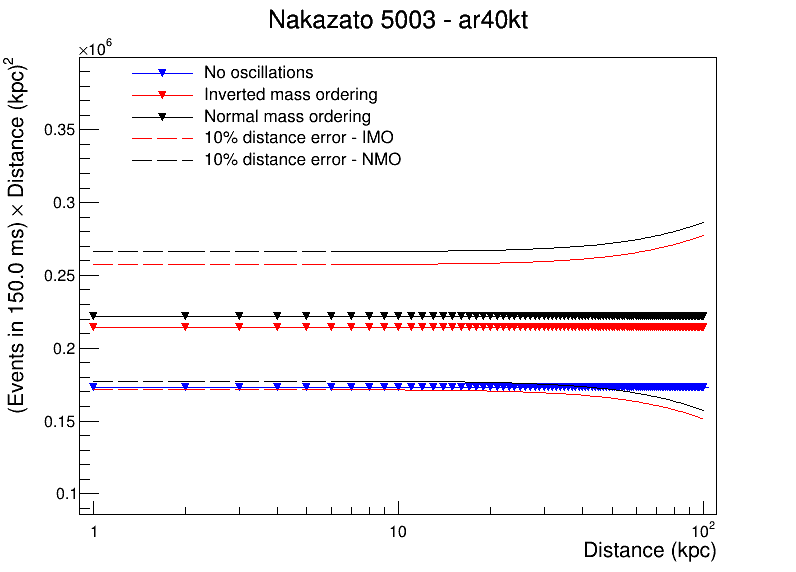 Nakazato 5003 - ar40kt
×10^6
No oscillations
Inverted mass ordering
Normal mass ordering
10% distance error - IMO
10% distance error - NMO
(Events in 150.0 ms) × Distance (kpc)^2
0.35
0.3
0.25
0.2
0.15
0.1
1 10 10^2
Distance (kpc)